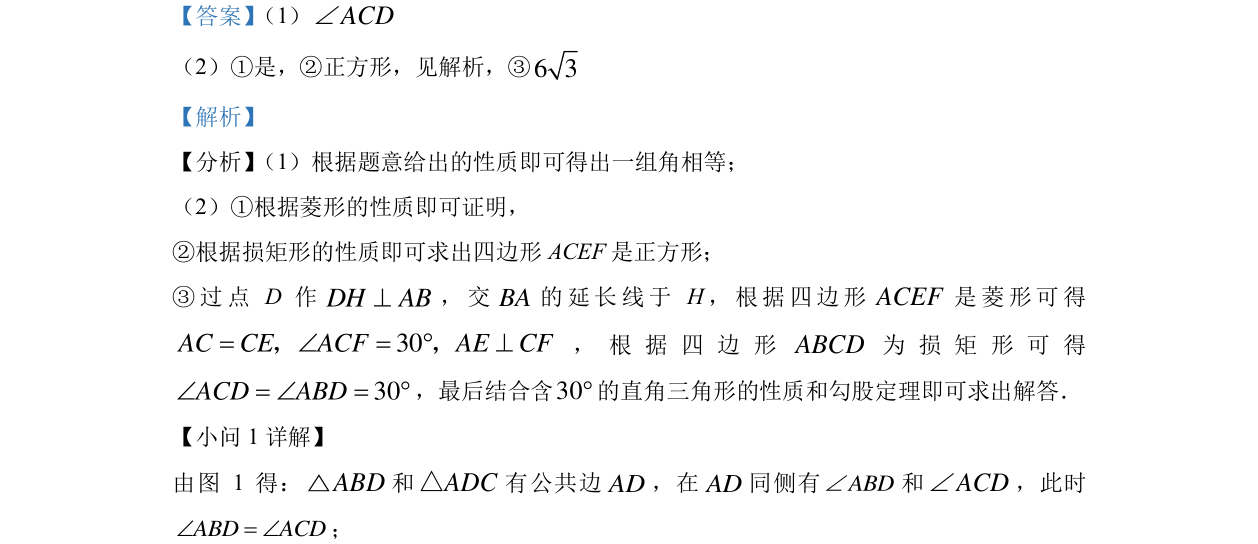 【答案】（1）∠ACD
（2）①是，②正方形，见解析，③6√3
【解析】
【分析】（1）根据题意给出的性质即可得出一组角相等；
（2）①根据菱形的性质即可证明，
②根据损矩形的性质即可求出四边形 ACEF 是正方形；
③过点 D 作 DH⊥AB，交 BA 的延长线于 H，根据四边形 ACEF 是菱形可得
AC=CE，∠ACF=30°，AE⊥CF，根据四边形 ABCD 为损矩形可得
∠ACD=∠ABD=30°，最后结合含30°的直角三角形的性质和勾股定理即可求出解答．
【小问 1 详解】
由图 1 得：△ABD 和 △ADC 有公共边 AD，在 AD 同侧有∠ABD 和 ∠ACD，此时
∠ABD=∠ACD；